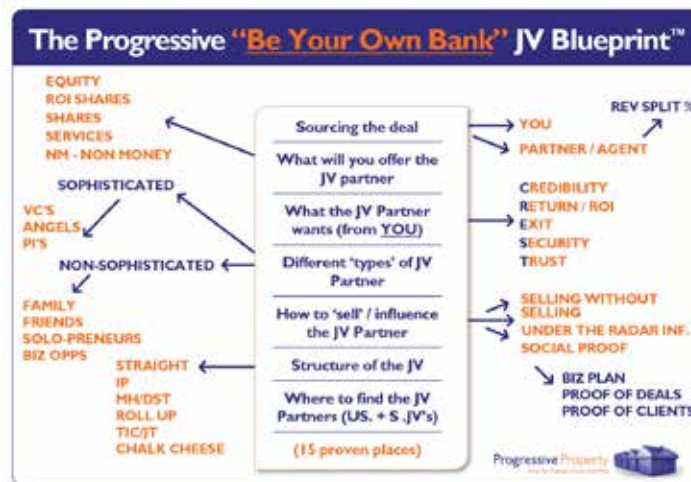 The Progressive "Be Your Own Bank" JV Blueprint™
EQUITY
ROI SHARES
SHARES
SERVICES
NM - NON MONEY
SOPHISTICATED
VC'S
ANGELS
PI'S
NON-SOPHISTICATED
FAMILY
FRIENDS
SOLO-PRENEURS
BIZ OPPS
STRAIGHT
IP
MH/DST
ROLL UP
TIC/JT
CHALK CHEESE
Sourcing the deal
What will you offer the
JV partner
What the JV Partner
wants (from YOU)
Different 'types' of JV
Partner
How to 'sell' / influence
the JV Partner
Structure of the JV
Where to find the JV
Partners (US. + S .JV's)
(15 proven places)
REV SPLIT %
YOU
PARTNER / AGENT
CREDIBILITY
RETURN / ROI
EXIT
SECURITY
TRUST
SELLING WITHOUT
SELLING
UNDER THE RADAR INF.
SOCIAL PROOF
BIZ PLAN
PROOF OF DEALS
PROOF OF CLIENTS
Progressive Property